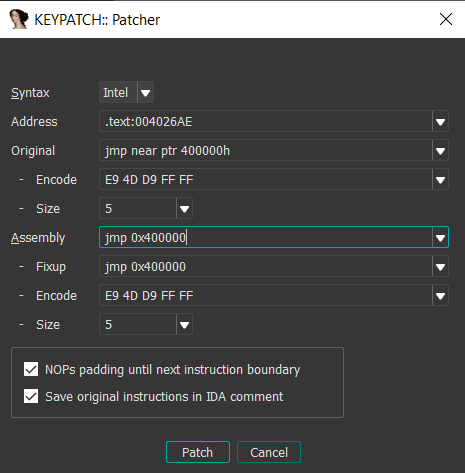 KEYPATCH:: Patcher
Syntax Intel
Address .text:004026AE
Original jmp near ptr 400000h
- Encode E9 4D D9 FF FF
- Size 5
Assembly jmp 0x400000
- Fixup jmp 0x400000
- Encode E9 4D D9 FF FF
- Size 5
NOPs padding until next instruction boundary
Save original instructions in IDA comment
Patch Cancel